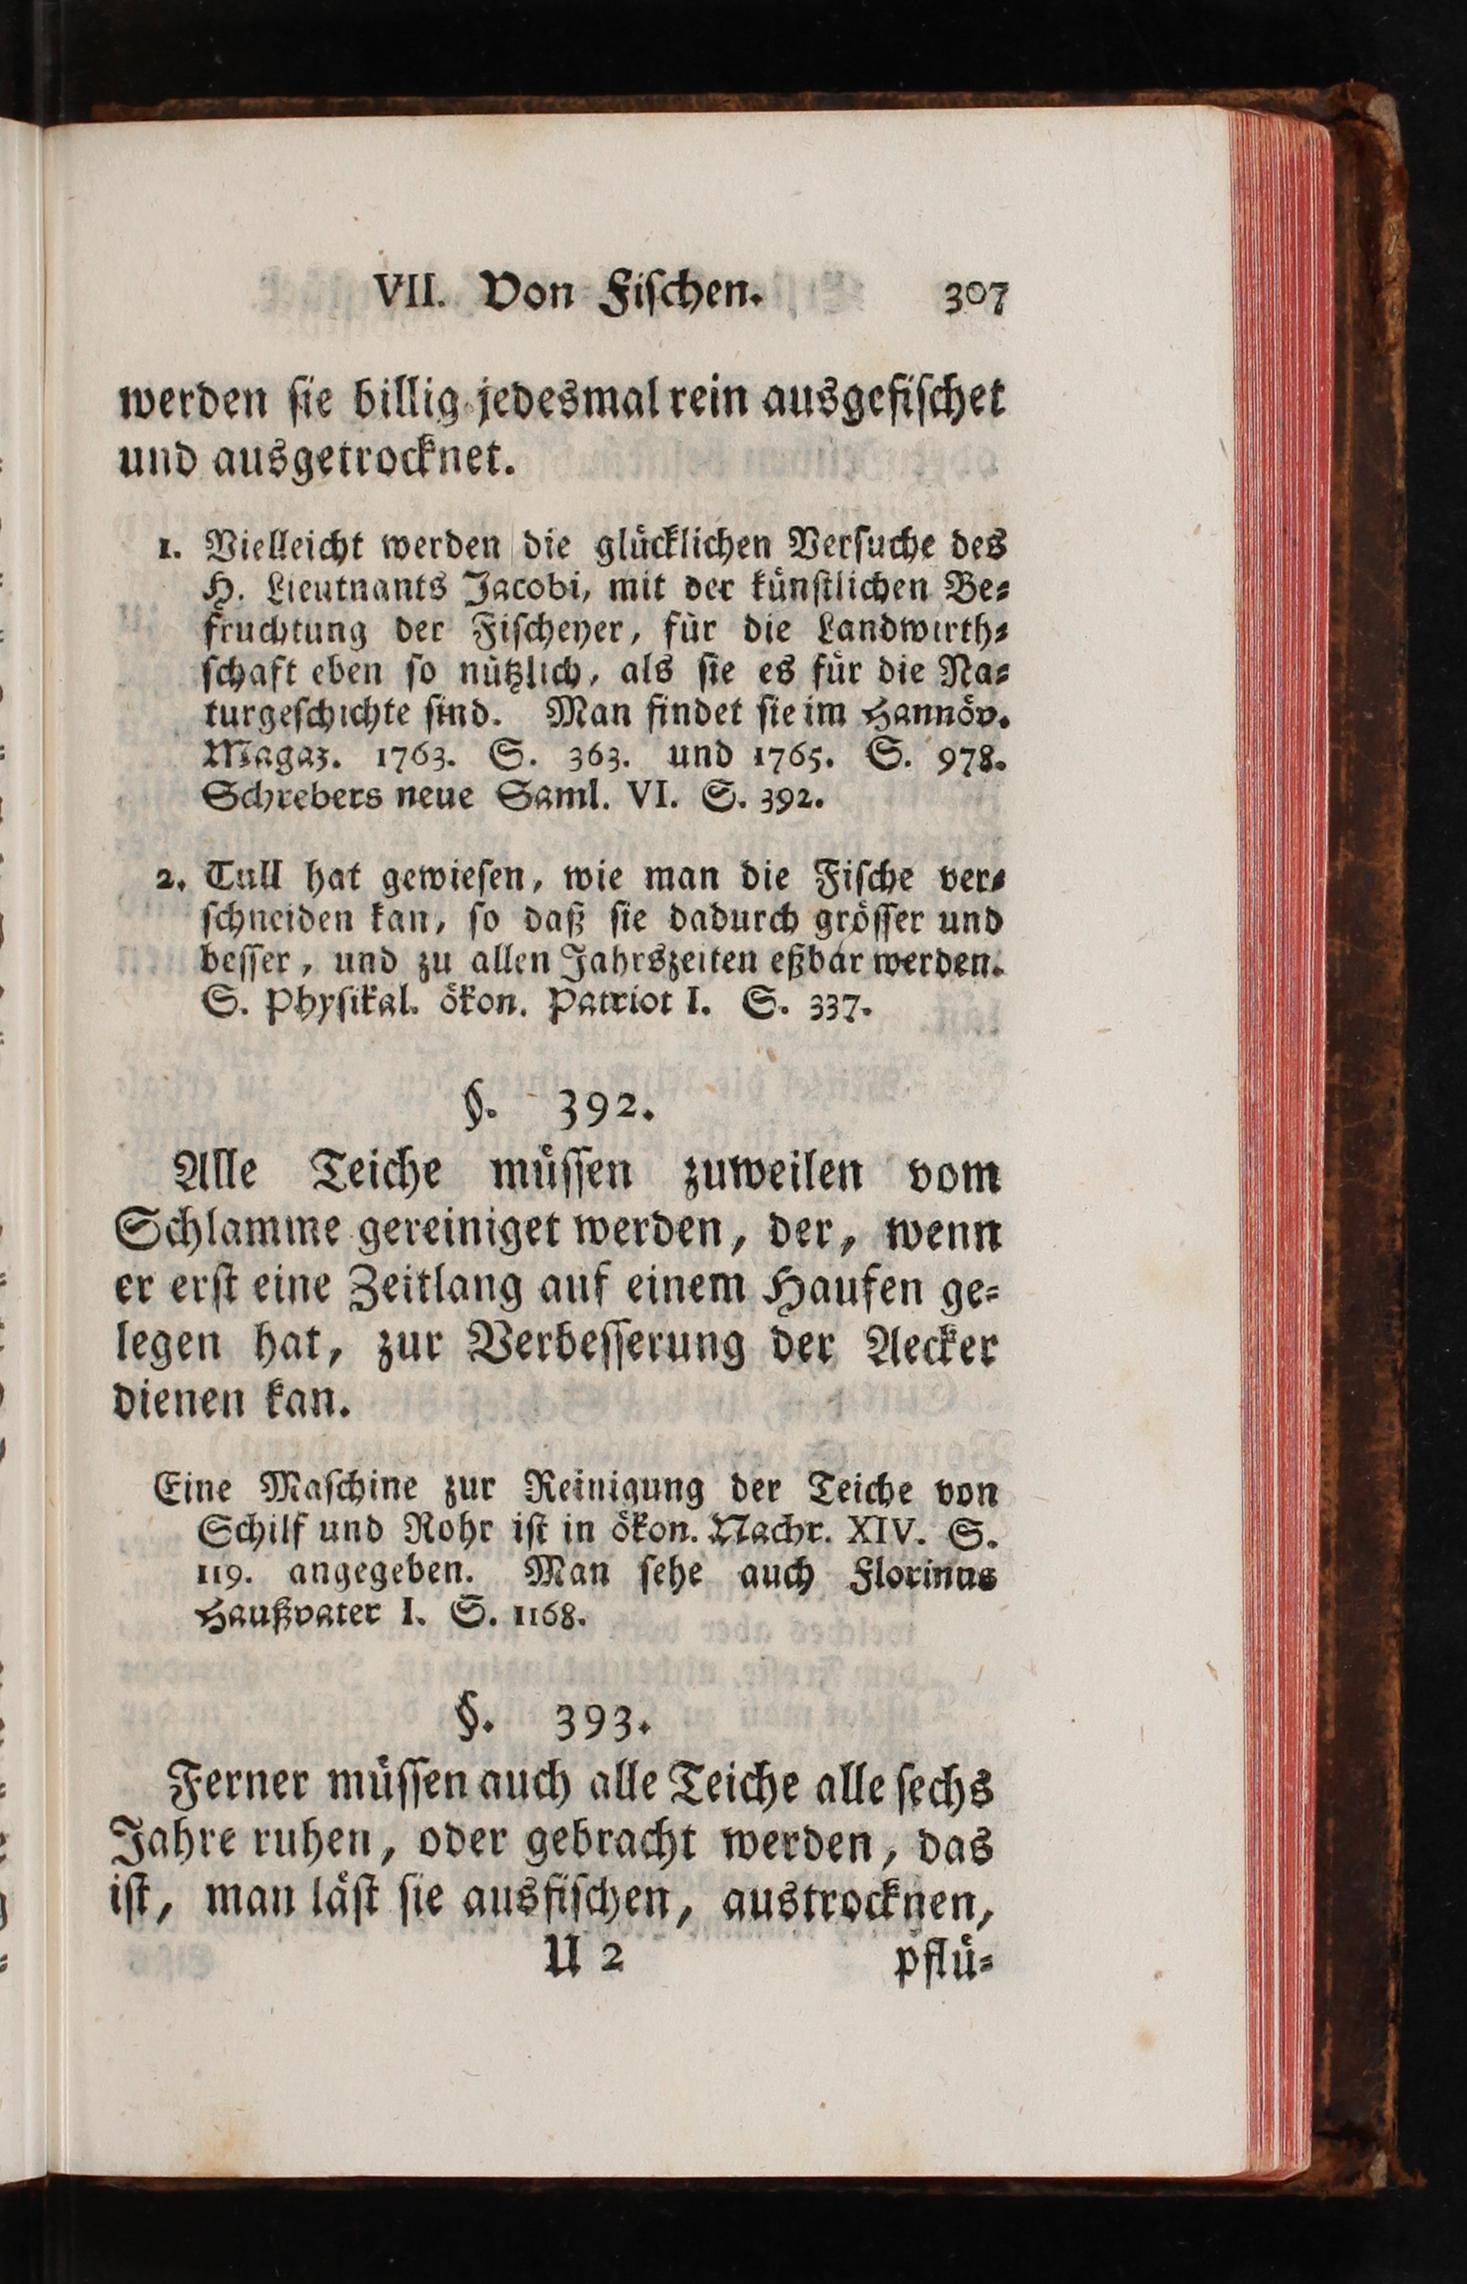 VII. Von Fiſchen. 307
werden ſie billig jedesmal rein ausgefiſchet
und ausgetrocknet.
1. Vielleicht werden die glücklichen Verſuche des
H. Lieutnants Jacobi, mit der künſtlichen Be⸗
fruchtung der Fiſcheyer, für die Landwirth⸗
ſchaft eben ſo nützlich, als ſie es für die Na⸗
turgeſchichte ſind. Man findet ſie im Hannöv.
Magaz. 1763. S. 363. und 1765. S. 978.
Schrebers neue Saml. VI. S. 392.
2. Tull hat gewieſen, wie man die Fiſche ver⸗
ſchneiden kan, ſo daß ſie dadurch gröſſer und
beſſer, und zu allen Jahrszeiten eßbar werden.
S. Phyſikal. ökon. Patriot I. S. 337.
§. 392.
Alle Teiche müſſen zuweilen vom
Schlamme gereiniget werden, der, wenn
er erſt eine Zeitlang auf einem Haufen ge⸗
legen hat, zur Verbeſſerung der Aecker
dienen kan.
Eine Maſchine zur Reinigung der Teiche von
Schilf und Rohr iſt in ökon. Nachr. XIV. S.
119. angegeben. Man ſehe auch Florinus
Haußvater I. S. 1168.
§. 393.
Ferner müſſen auch alle Teiche alle ſechs
Jahre ruhen, oder gebracht werden, das
iſt, man läſt ſie ausfiſchen, austrocknen,
U 2 pflü⸗